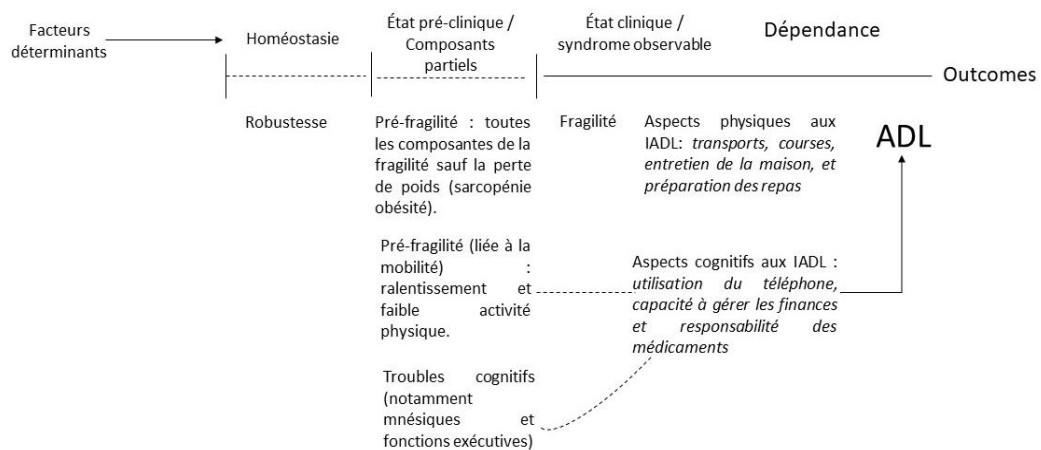 Facteurs
déterminants
Homéostasie
État pré-clinique /
Composants
partiels
État clinique /
syndrome observable
Dépendance
Outcomes
Robustesse
Pré-fragilité : toutes
les composantes de la
fragilité sauf la perte
de poids (sarcopénie
obésité).
Fragilité
Aspects physiques aux
IADL: transports, courses,
entretien de la maison, et
préparation des repas
ADL
Pré-fragilité (liée à la
mobilité) :
ralentissement et
faible activité
physique.
Aspects cognitifs aux IADL :
utilisation du téléphone,
capacité à gérer les finances
et responsabilité des
médicaments
Troubles cognitifs
(notamment
mnésiques et
fonctions exécutives)